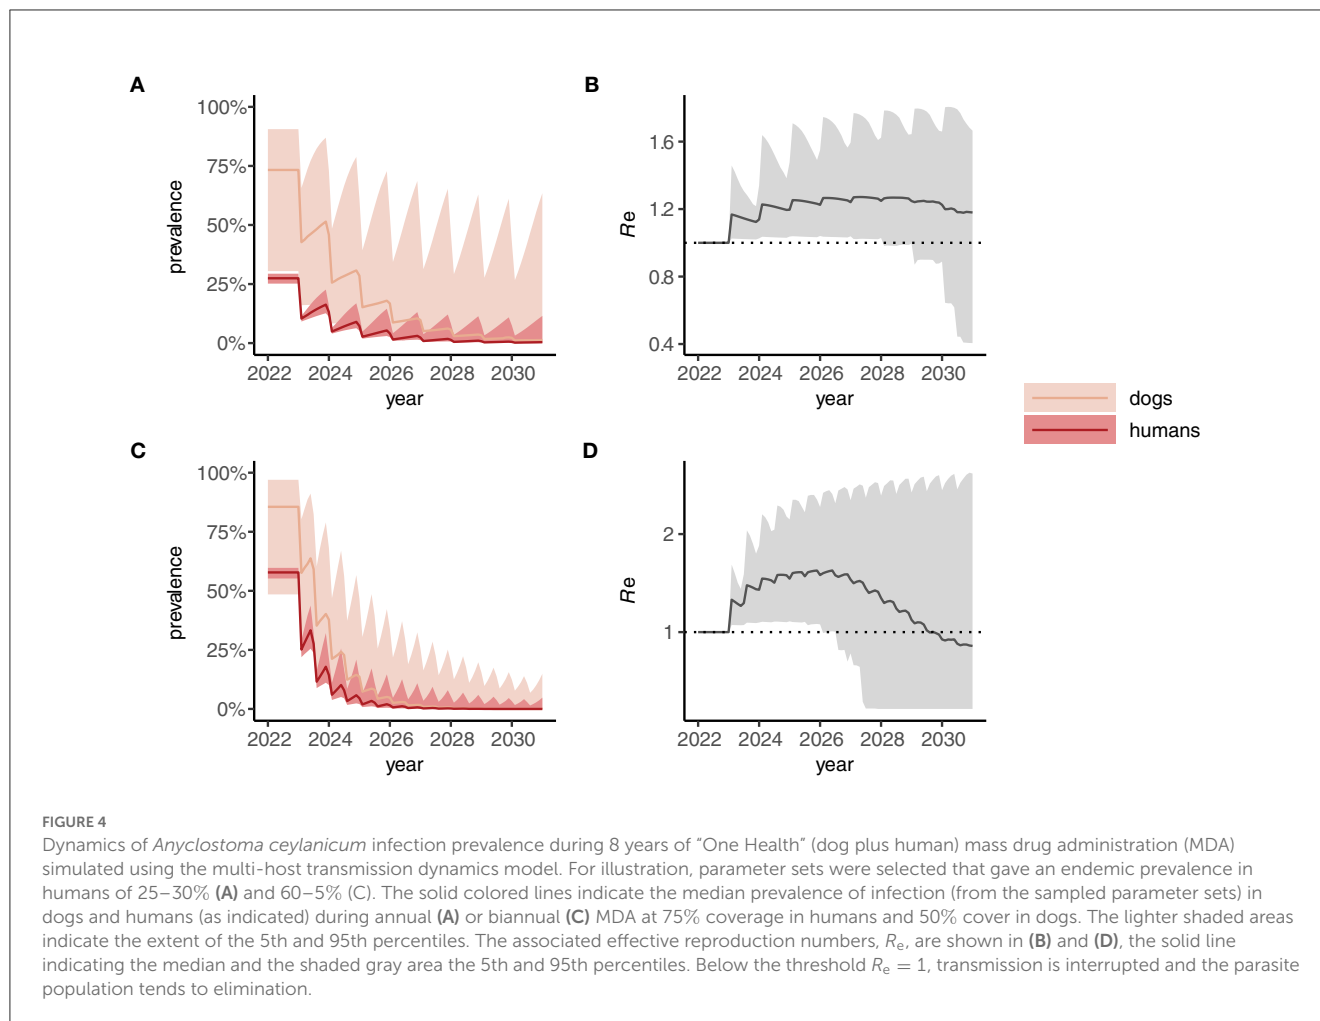 A
100%
75%
50%
25%
0%
prevalence
2022 2024 2026 2028 2030
year
B
1.6
1.2
0.8
0.4
Re
2022 2024 2026 2028 2030
year
dogs
humans
C
100%
75%
50%
25%
0%
prevalence
2022 2024 2026 2028 2030
year
D
2
1
Re
2022 2024 2026 2028 2030
year
FIGURE 4
Dynamics of Anyclostoma ceylanicum infection prevalence during 8 years of “One Health” (dog plus human) mass drug administration (MDA)
simulated using the multi-host transmission dynamics model. For illustration, parameter sets were selected that gave an endemic prevalence in
humans of 25–30% (A) and 60–5% (C). The solid colored lines indicate the median prevalence of infection (from the sampled parameter sets) in
dogs and humans (as indicated) during annual (A) or biannual (C) MDA at 75% coverage in humans and 50% cover in dogs. The lighter shaded areas
indicate the extent of the 5th and 95th percentiles. The associated effective reproduction numbers, Re, are shown in (B) and (D), the solid line
indicating the median and the shaded gray area the 5th and 95th percentiles. Below the threshold Re = 1, transmission is interrupted and the parasite
population tends to elimination.